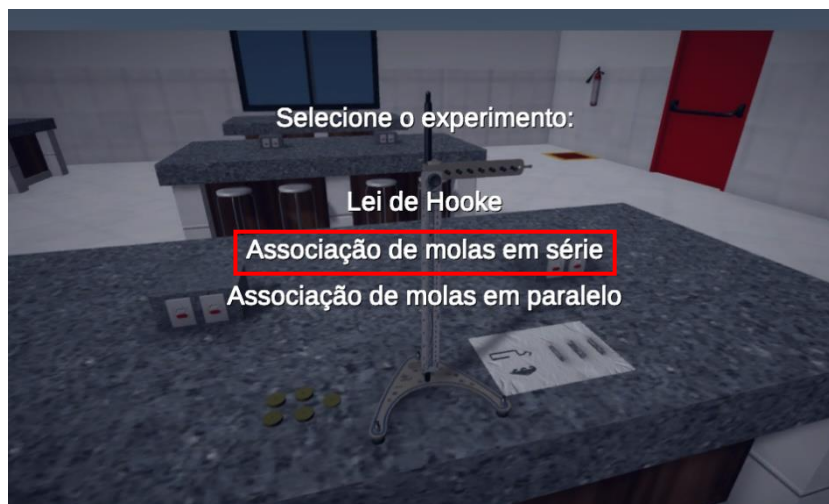 Selecione o experimento:
Lei de Hooke
Associação de molas em série
Associação de molas em paralelo